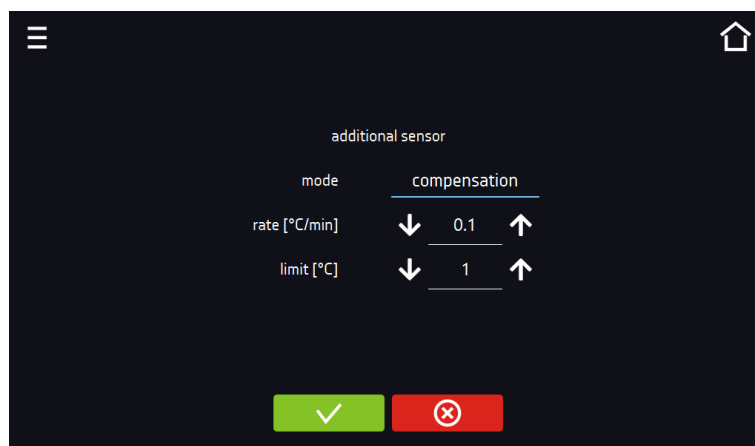 additional sensor
mode compensation
rate [°C/min] 0.1
limit [°C] 1